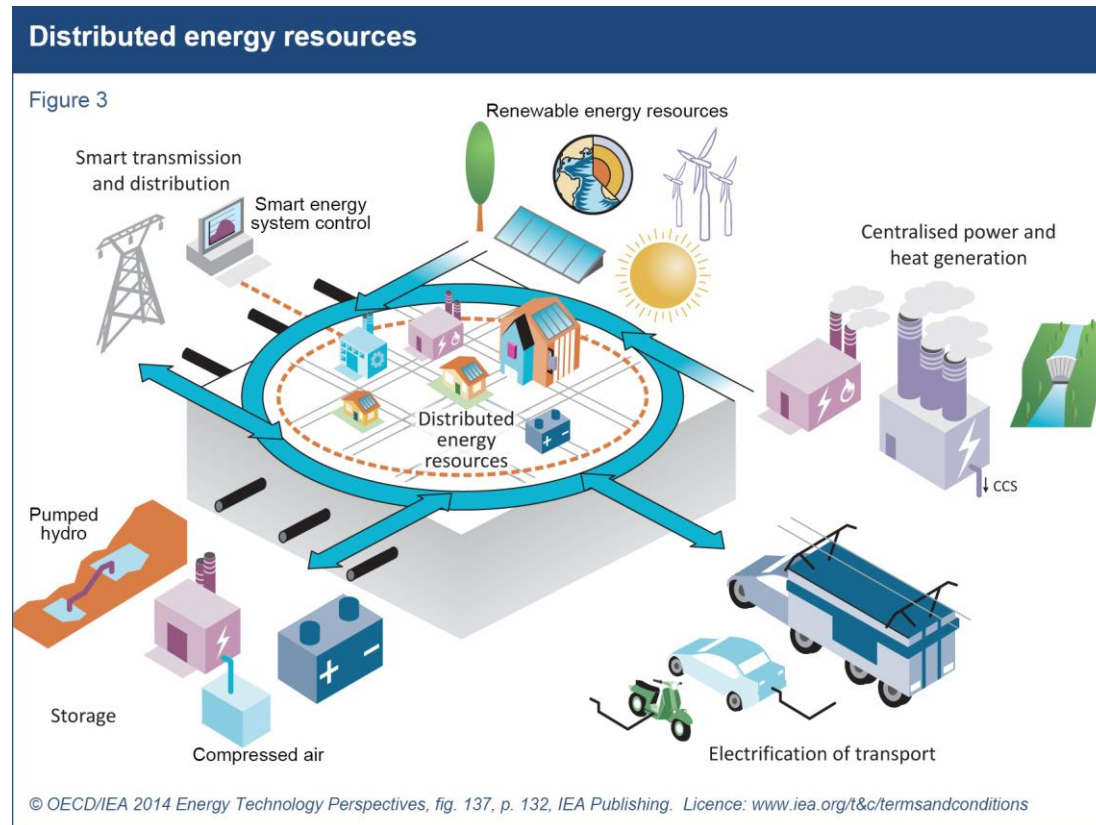 Distributed energy resources
Figure 3
Renewable energy resources
Smart transmission
and distribution
Smart energy
system control
Centralised power and
heat generation
Distributed
energy
resources
CCS
Pumped
hydro
Storage
Compressed air
Electrification of transport
© OECD/IEA 2014 Energy Technology Perspectives, fig. 137, p. 132, IEA Publishing. Licence: www.iea.org/t&c/termsandconditions